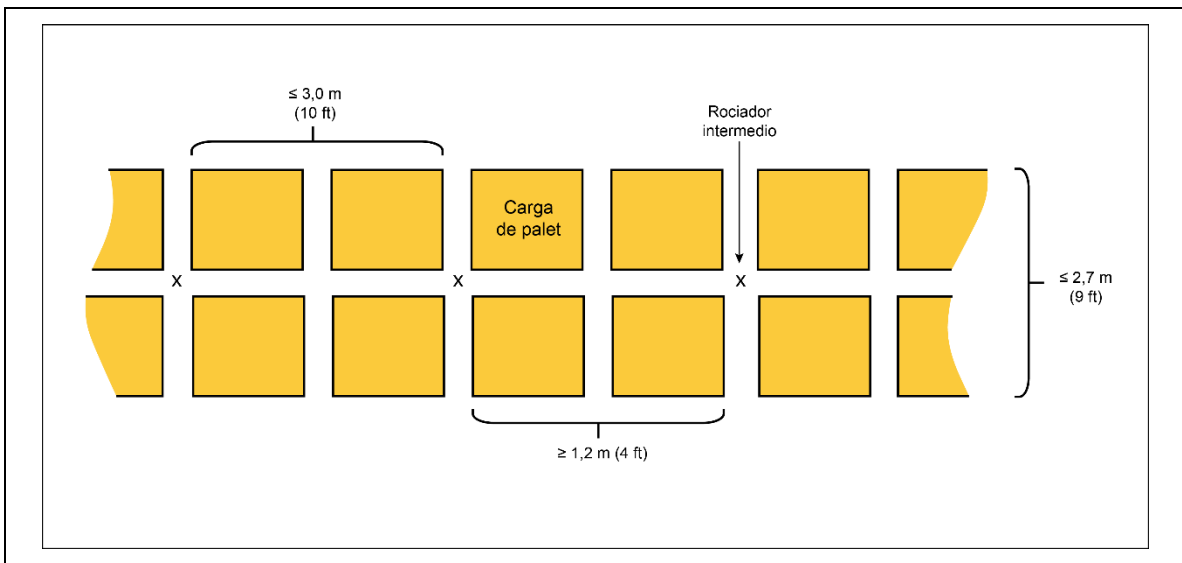 ≤ 3,0 m
(10 ft)
Rociador
intermedio
Carga
de palet
x
x
x
≤ 2,7 m
(9 ft)
≥ 1,2 m (4 ft)